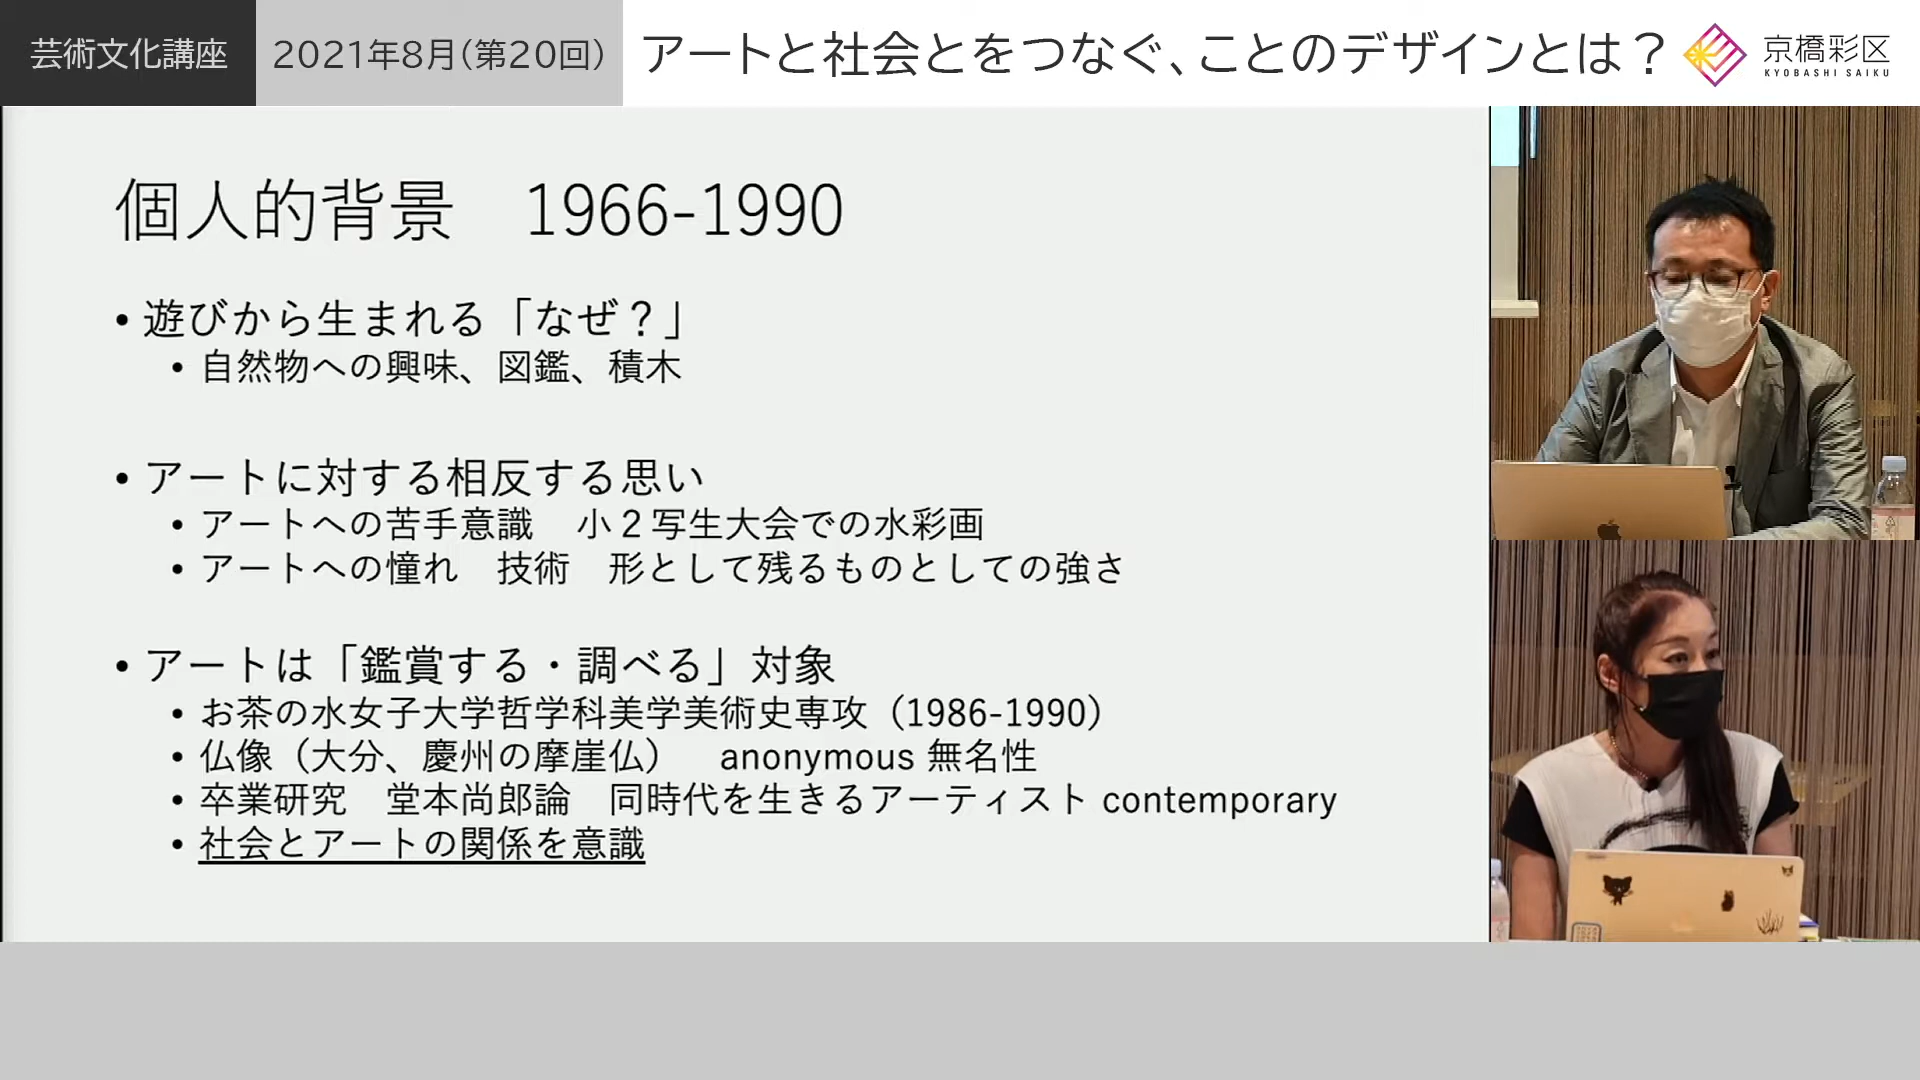 芸術文化講座
2021年8月(第20回)
アートと社会とをつなぐ、ことのデザインとは？
京橋彩区
KYOBASHI SAIKU
個人的背景　1966-1990
• 遊びから生まれる「なぜ？」
• 自然物への興味、図鑑、積木
• アートに対する相反する思い
• アートへの苦手意識　小２写生大会での水彩画
• アートへの憧れ　技術　形として残るものとしての強さ
• アートは「鑑賞する・調べる」対象
• お茶の水女子大学哲学科美学美術史専攻（1986-1990）
• 仏像（大分、慶州の摩崖仏）　anonymous 無名性
• 卒業研究　堂本尚郎論　同時代を生きるアーティスト contemporary
• 社会とアートの関係を意識